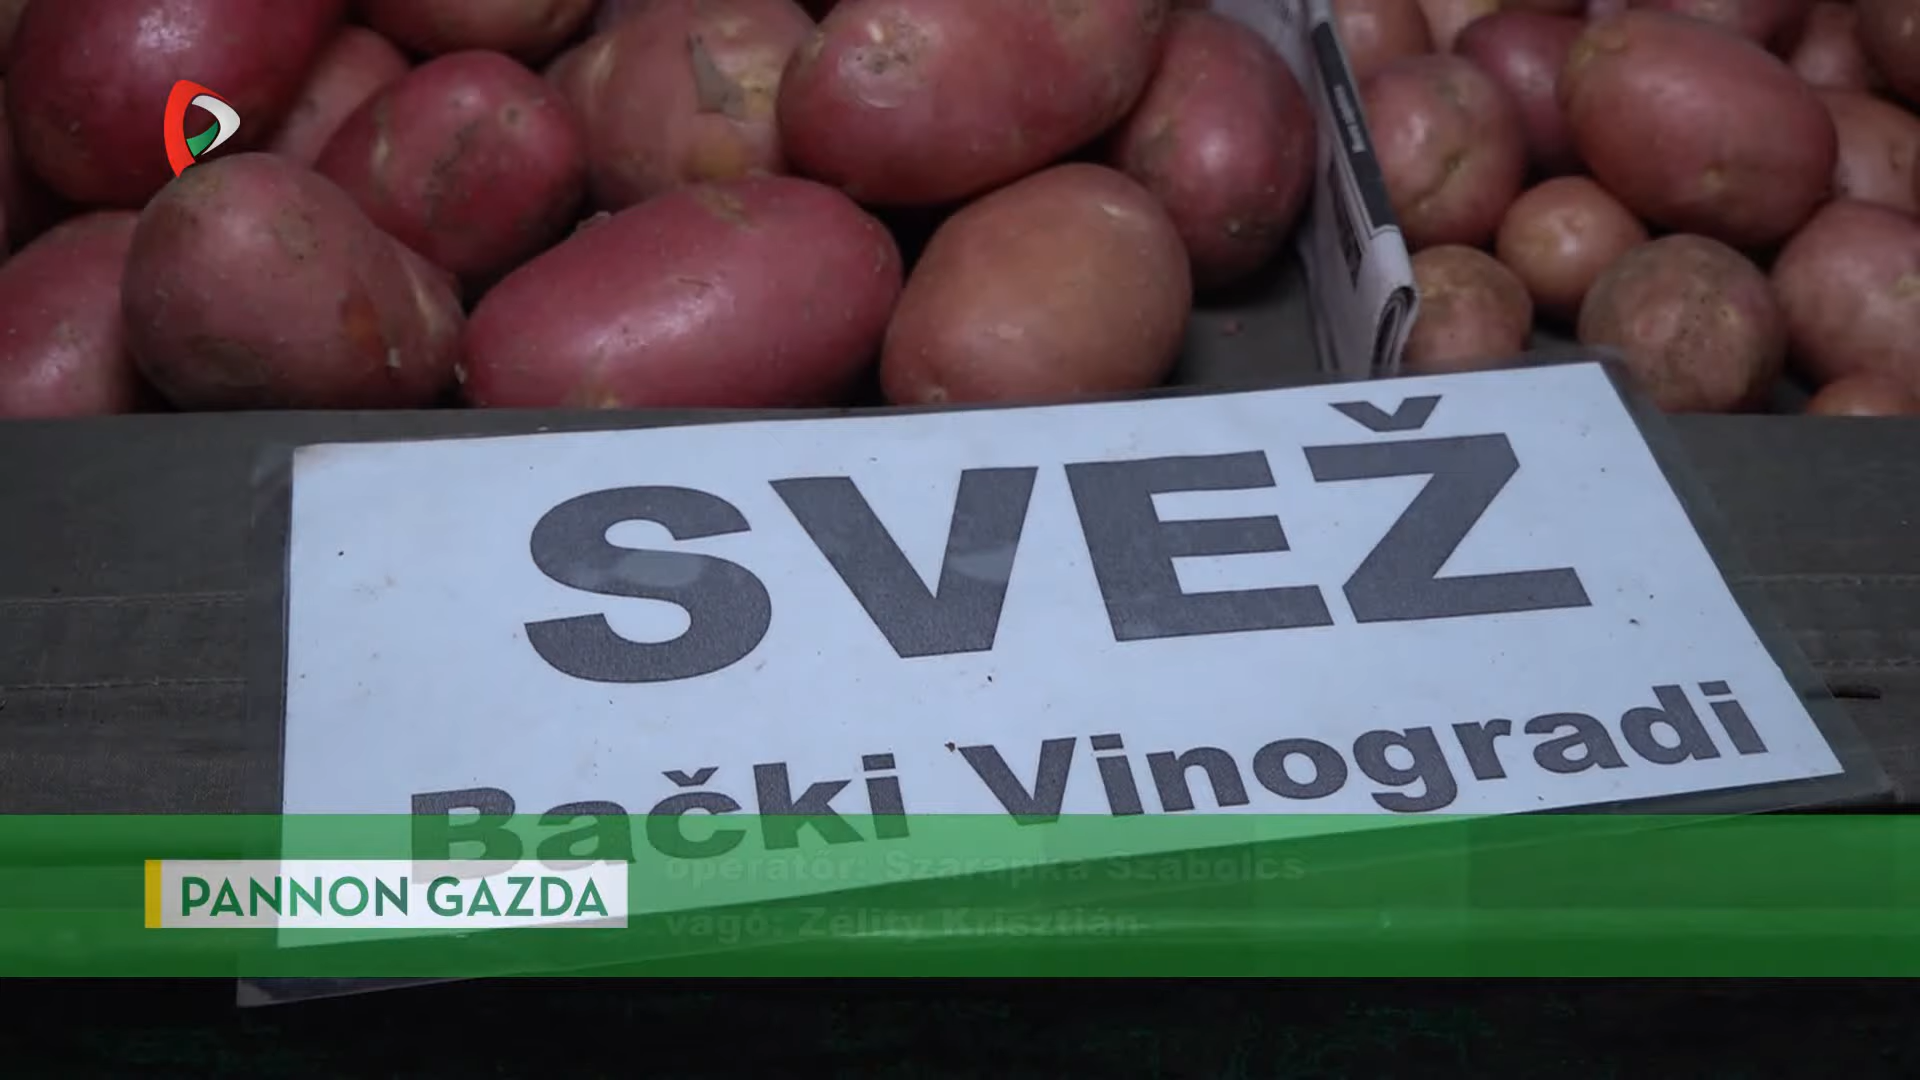 SVEŽ
Bački Vinogradi
PANNON GAZDA
operatőr: Szarapka Szabolcs
vágó: Zélity Krisztián